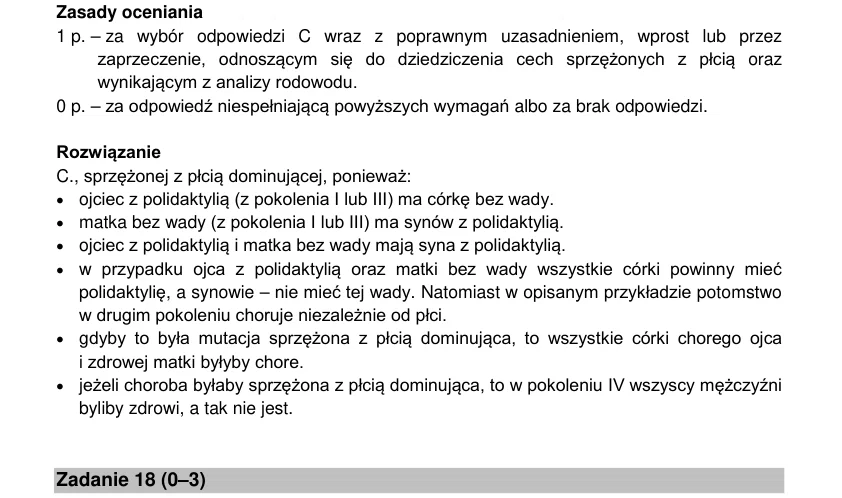 Zasady oceniania
1 p. – za wybór odpowiedzi C wraz z poprawnym uzasadnieniem, wprost lub przez
zaprzeczenie, odnoszącym się do dziedziczenia cech sprzężonych z płcią oraz
wynikającym z analizy rodowodu.
0 p. – za odpowiedź niespełniającą powyższych wymagań albo za brak odpowiedzi.
Rozwiązanie
C., sprzężonej z płcią dominującej, ponieważ:
• ojciec z polidaktylią (z pokolenia I lub III) ma córkę bez wady.
• matka bez wady (z pokolenia I lub III) ma synów z polidaktylią.
• ojciec z polidaktylią i matka bez wady mają syna z polidaktylią.
• w przypadku ojca z polidaktylią oraz matki bez wady wszystkie córki powinny mieć
polidaktylię, a synowie – nie mieć tej wady. Natomiast w opisanym przykładzie potomstwo
w drugim pokoleniu choruje niezależnie od płci.
• gdyby to była mutacja sprzężona z płcią dominująca, to wszystkie córki chorego ojca
i zdrowej matki byłyby chore.
• jeżeli choroba byłaby sprzężona z płcią dominująca, to w pokoleniu IV wszyscy mężczyźni
byliby zdrowi, a tak nie jest.
Zadanie 18 (0–3)